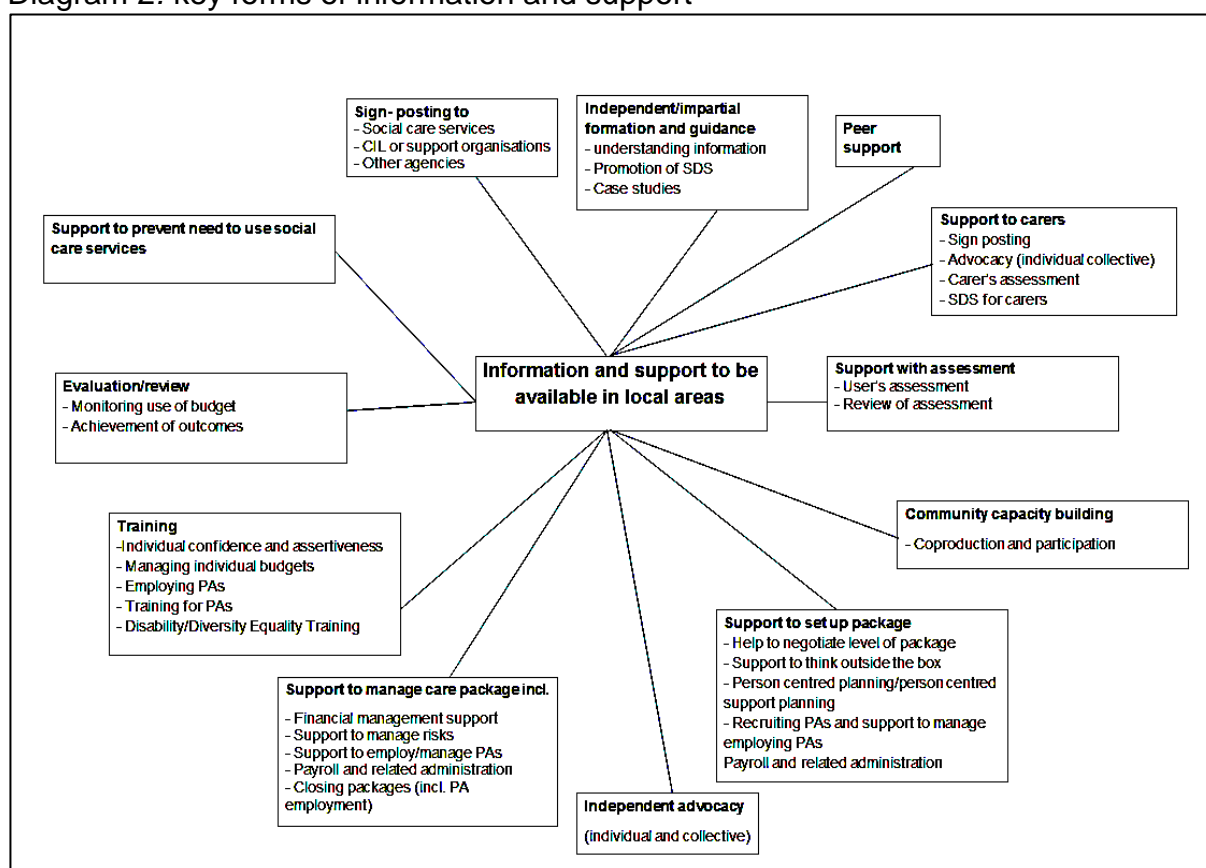 Diagram 2: key forms of information and support
Sign- posting to
- Social care services
- CIL or support organisations
- Other agencies
Independent/impartial
formation and guidance
- understanding information
- Promotion of SDS
- Case studies
Peer
support
Support to carers
- Sign posting
- Advocacy (individual collective)
- Carer's assessment
- SDS for carers
Support to prevent need to use social
care services
Information and support to be
available in local areas
Support with assessment
- User's assessment
- Review of assessment
Evaluation/review
- Monitoring use of budget
- Achievement of outcomes
Community capacity building
- Coproduction and participation
Training
-Individual confidence and assertiveness
- Managing individual budgets
- Employing PAs
- Training for PAs
- Disability/Diversity Equality Training
Support to set up package
- Help to negotiate level of package
- Support to think outside the box
- Person centred planning/person centred
support planning
- Recruiting PAs and support to manage
employing PAs
Payroll and related administration
Support to manage care package incl.
- Financial management support
- Support to manage risks
- Support to employ/manage PAs
- Payroll and related administration
- Closing packages (incl. PA
employment)
Independent advocacy
(individual and collective)